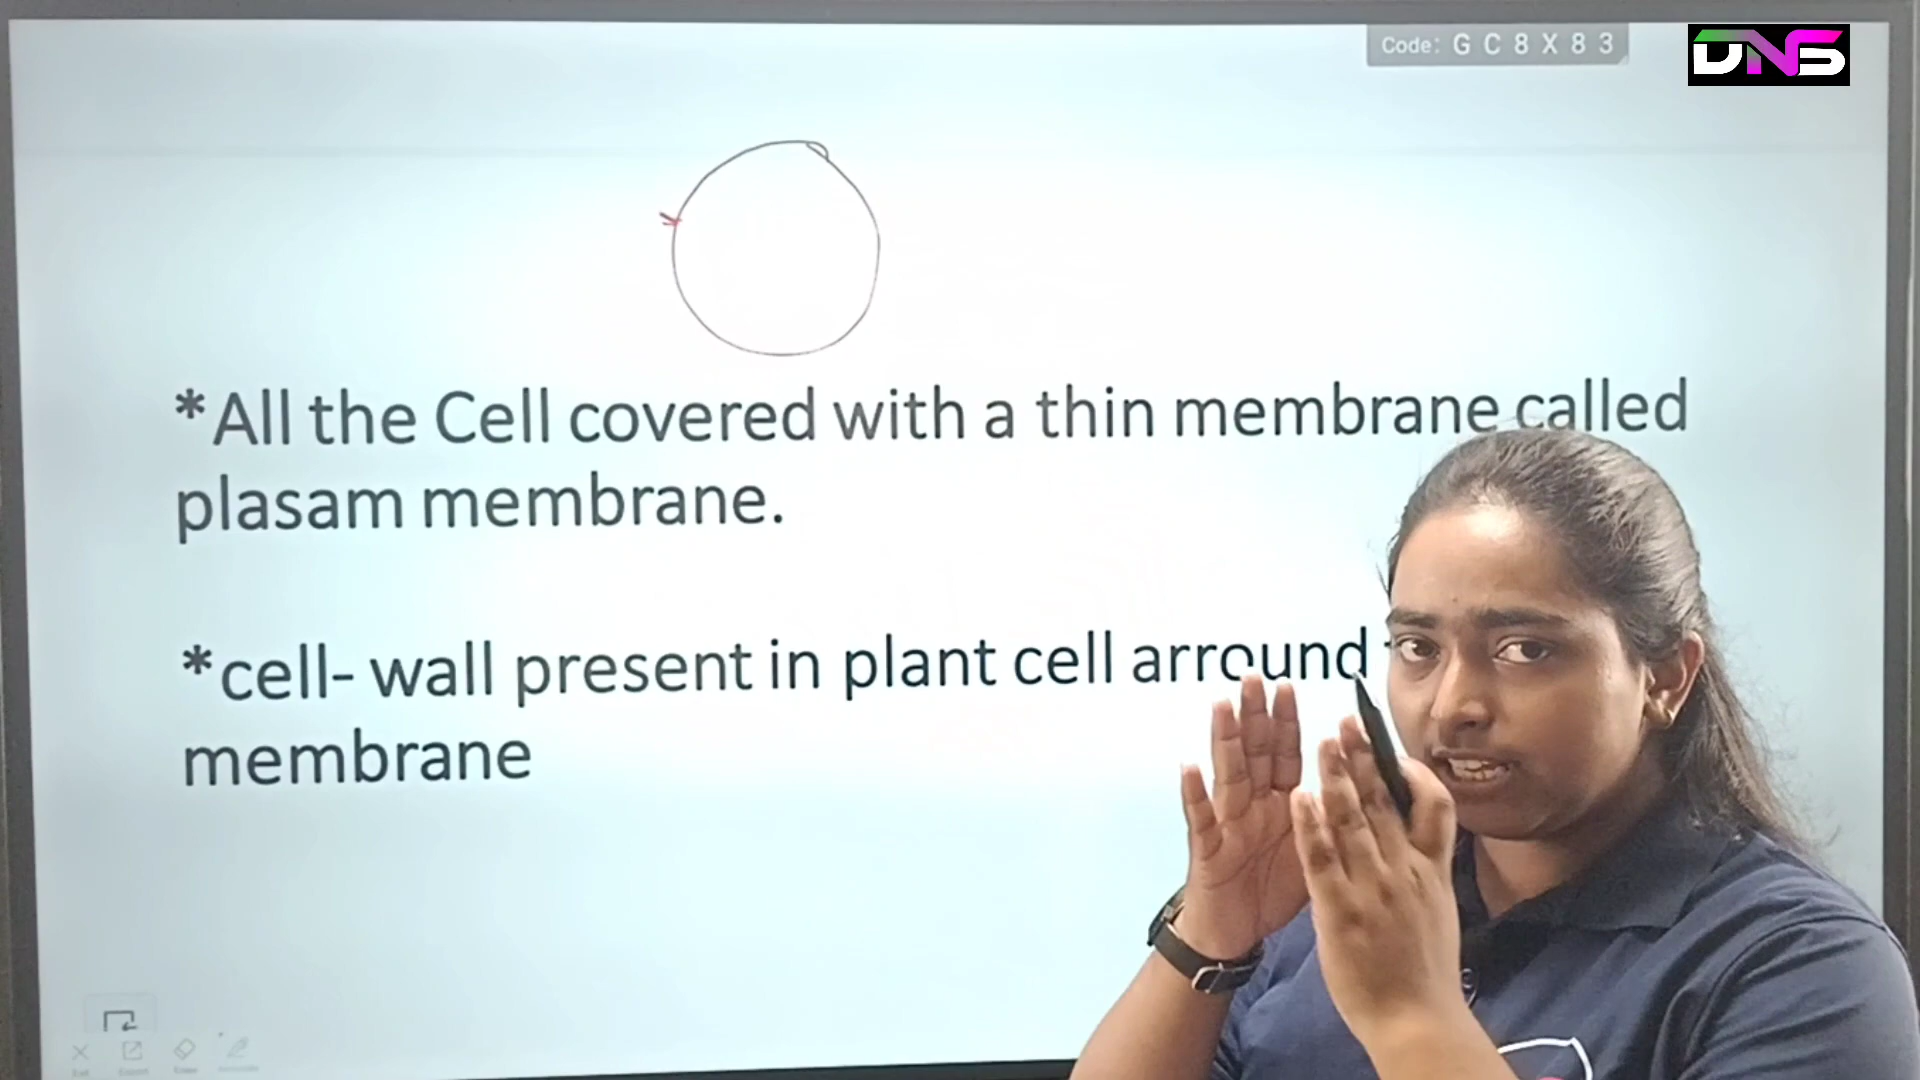 Code: G C 8 X 8 3
DNS
*All the Cell covered with a thin membrane called
plasam membrane.
*cell- wall present in plant cell arround
membrane